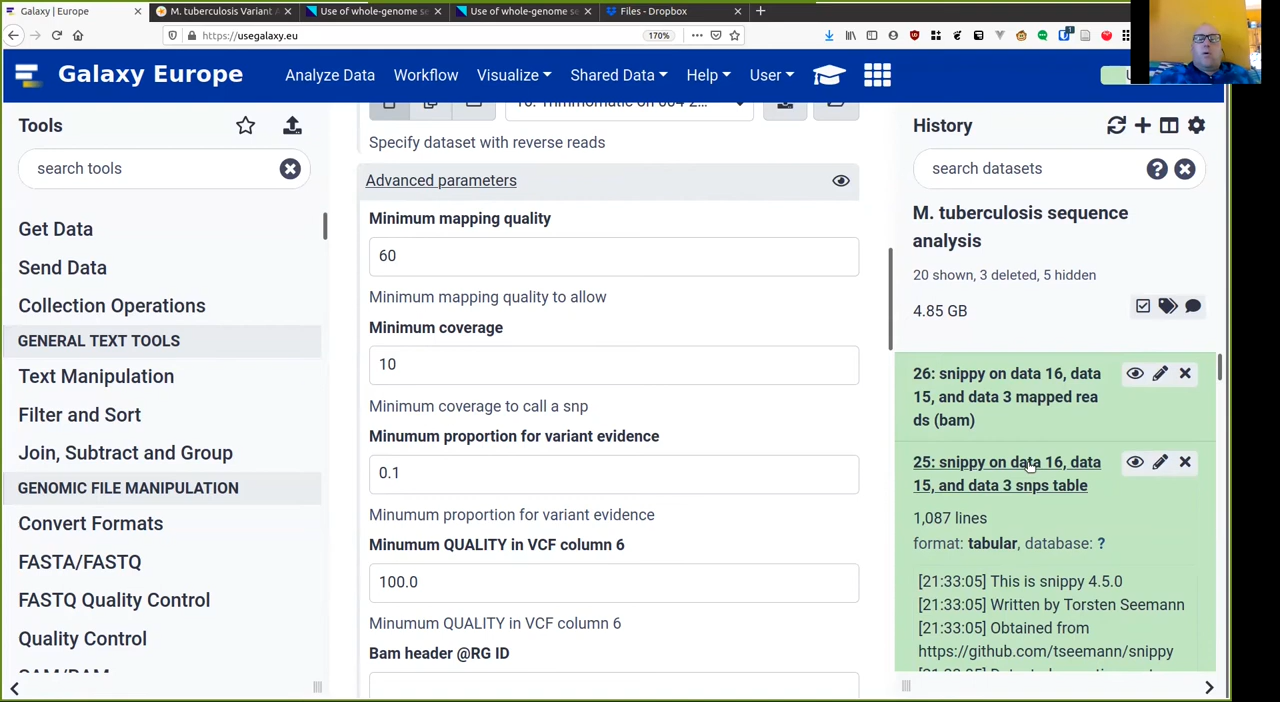 Galaxy | Europe
M. tuberculosis Variant A
Use of whole-genome se
Use of whole-genome se
Files - Dropbox
https://usegalaxy.eu
170%
Galaxy Europe
Analyze Data
Workflow
Visualize
Shared Data
Help
User
Tools
search tools
Get Data
Send Data
Collection Operations
GENERAL TEXT TOOLS
Text Manipulation
Filter and Sort
Join, Subtract and Group
GENOMIC FILE MANIPULATION
Convert Formats
FASTA/FASTQ
FASTQ Quality Control
Quality Control
SAM/BAM
Specify dataset with reverse reads
Advanced parameters
Minimum mapping quality
60
Minimum mapping quality to allow
Minimum coverage
10
Minimum coverage to call a snp
Minumum proportion for variant evidence
0.1
Minumum proportion for variant evidence
Minumum QUALITY in VCF column 6
100.0
Minumum QUALITY in VCF column 6
Bam header @RG ID
History
search datasets
M. tuberculosis sequence
analysis
20 shown, 3 deleted, 5 hidden
4.85 GB
26: snippy on data 16, data
15, and data 3 mapped rea
ds (bam)
25: snippy on data 16, data
15, and data 3 snps table
1,087 lines
format: tabular, database: ?
[21:33:05] This is snippy 4.5.0
[21:33:05] Written by Torsten Seemann
[21:33:05] Obtained from
https://github.com/tseemann/snippy